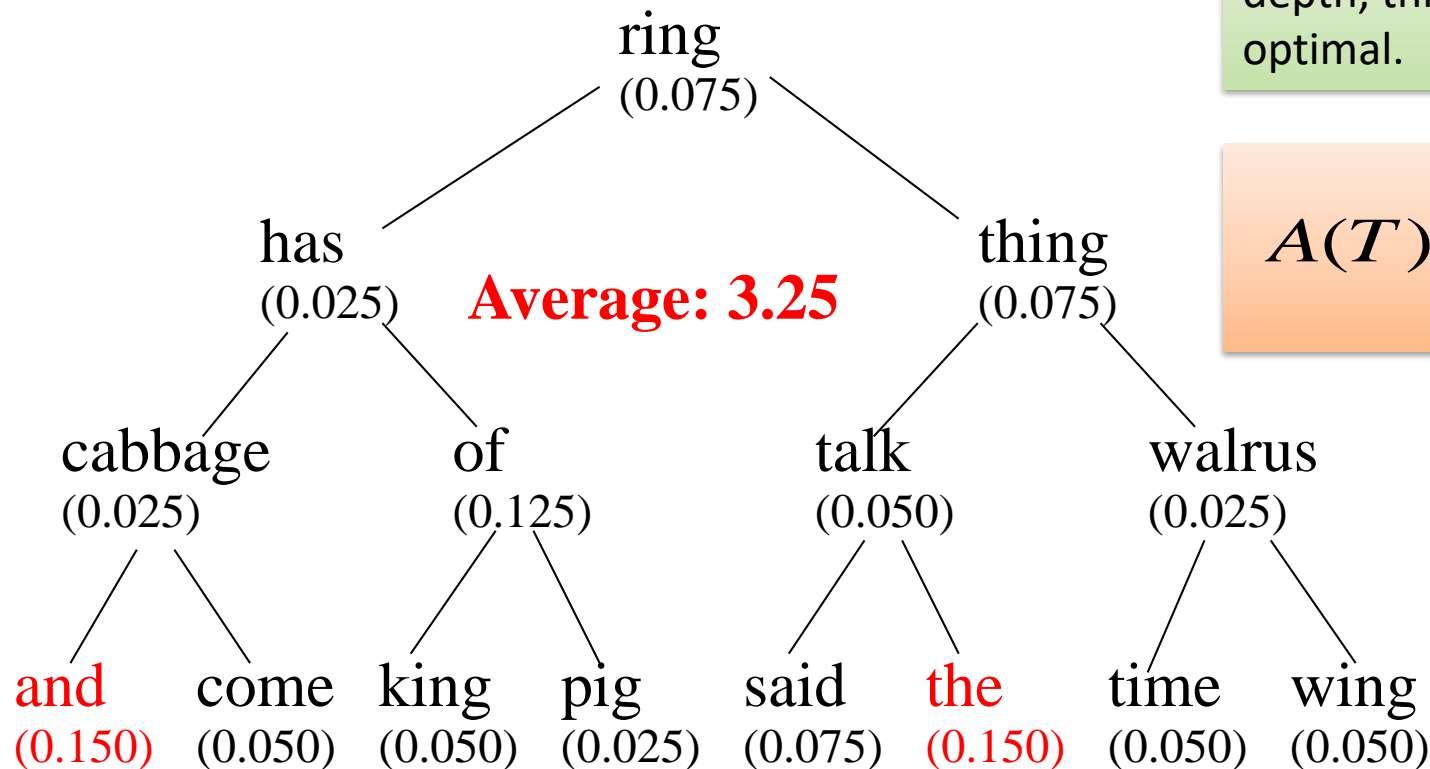 ring
(0.075)
optimal.
has
(0.025)
thing
(0.075)
Average: 3.25
A(T)
cabbage
(0.025)
of
(0.125)
talk
(0.050)
walrus
(0.025)
and
(0.150)
come
(0.050)
king
(0.050)
pig
(0.025)
said
(0.075)
the
(0.150)
time
(0.050)
wing
(0.050)